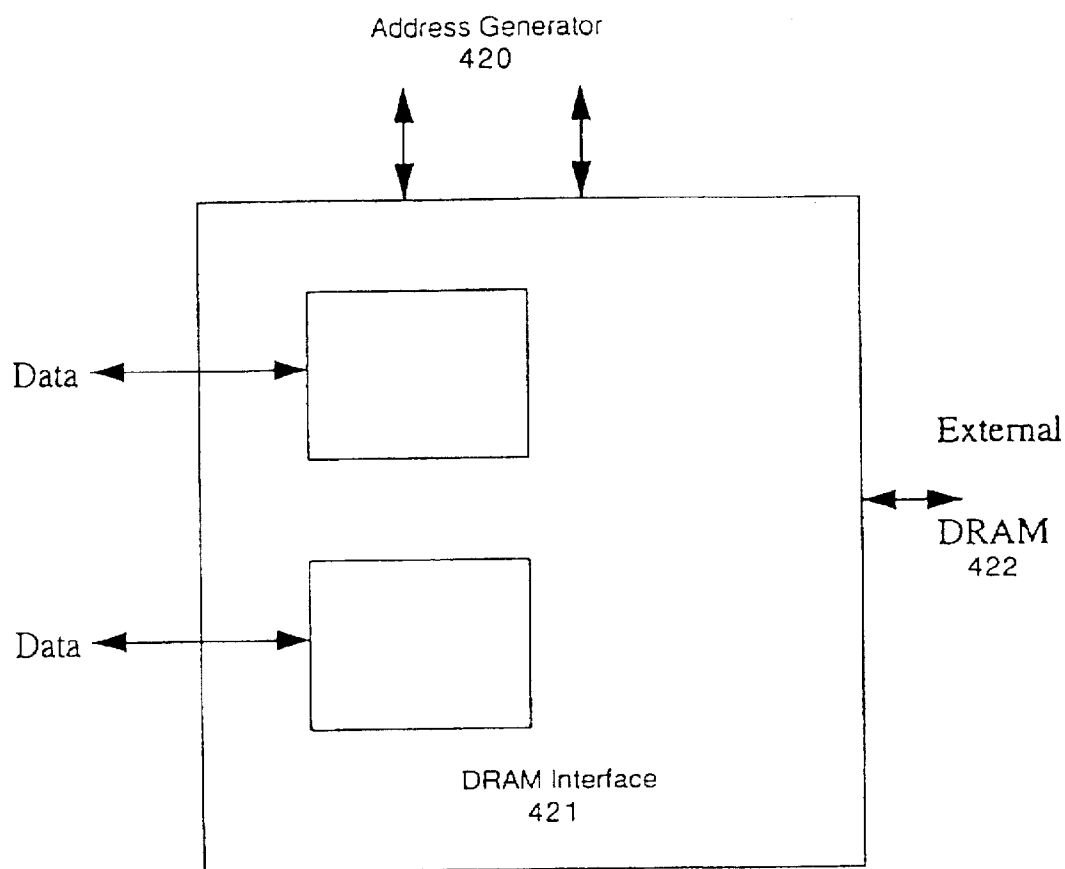 Address Generator
420
Data
External
DRAM
422
Data
DRAM Interface
421